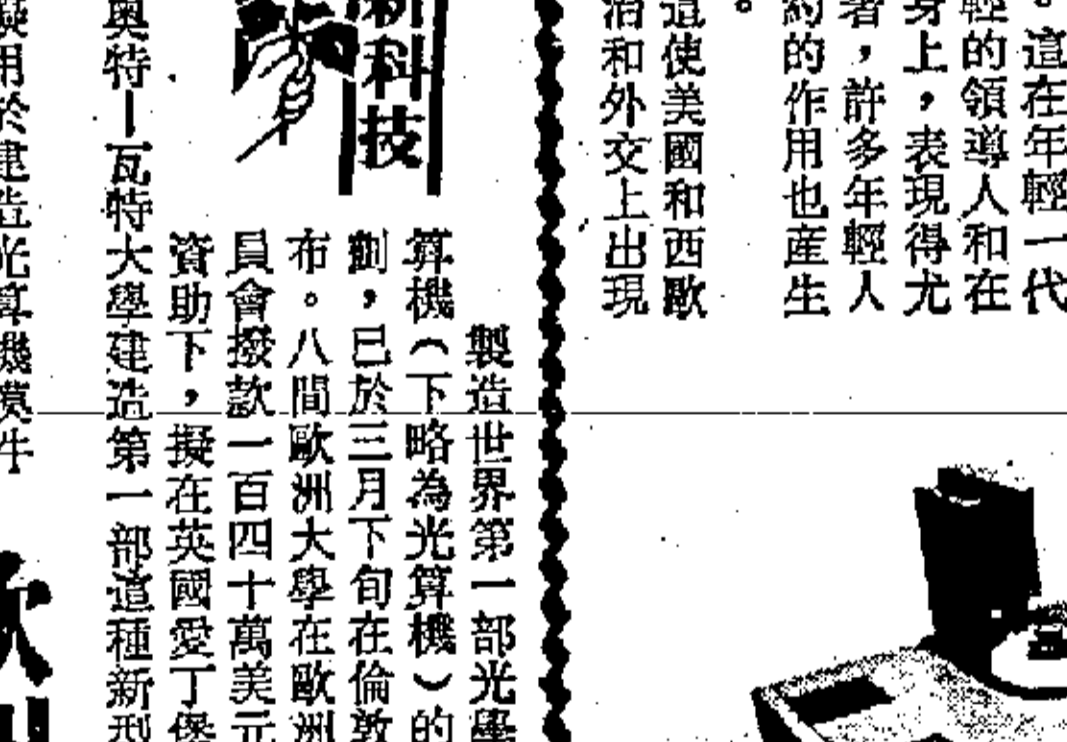 。這在年輕一代
輕的領導人和在
身上，表現得尤
著，許多年輕人
約的作用也産生
。
這使美國和西歐
治和外交上出現
新科技
製造世界第一部光學
算機（下略為光算機）的
劃，已於三月下旬在倫敦
布。八間歐洲大學在歐洲
員會撥款一百四十萬美元
資助下，擬在英國愛丁堡
奧特—瓦特大學建造第一部這種新型
擬用於建造光算機
件